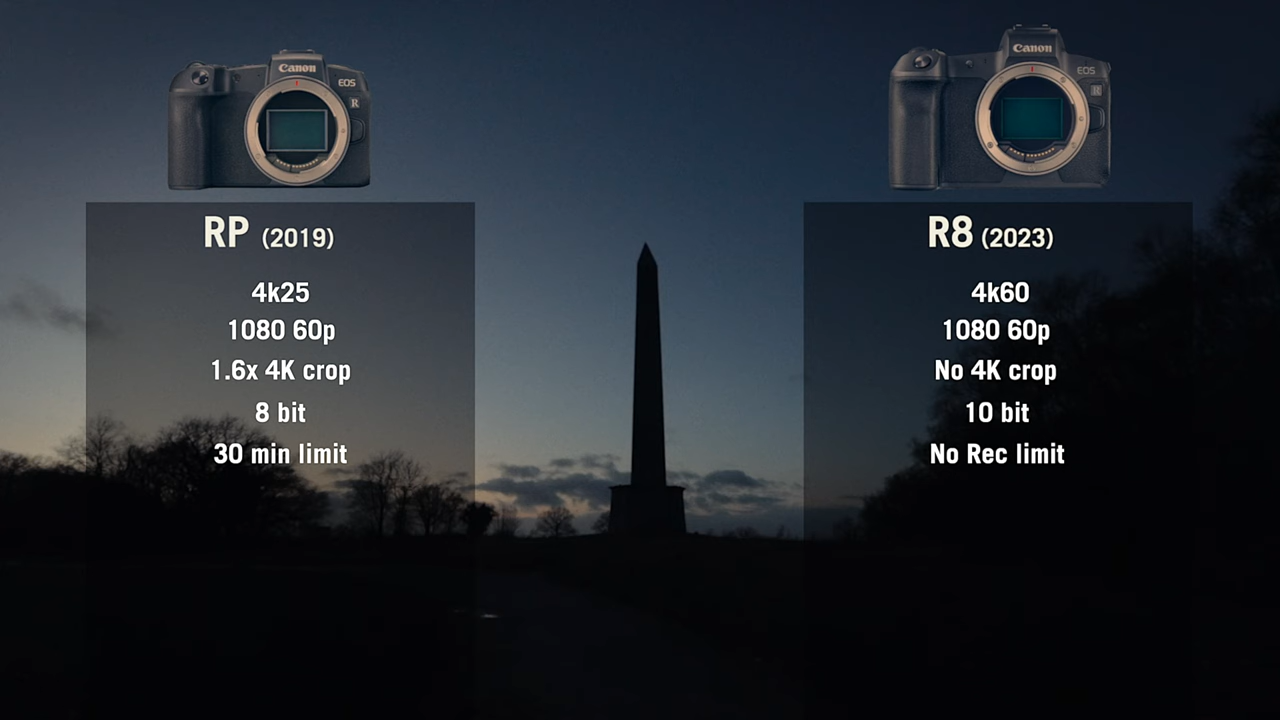 Canon
EOS
R
RP (2019)
4k25
1080 60p
1.6x 4K crop
8 bit
30 min limit
Canon
EOS
R
R8 (2023)
4k60
1080 60p
No 4K crop
10 bit
No Rec limit